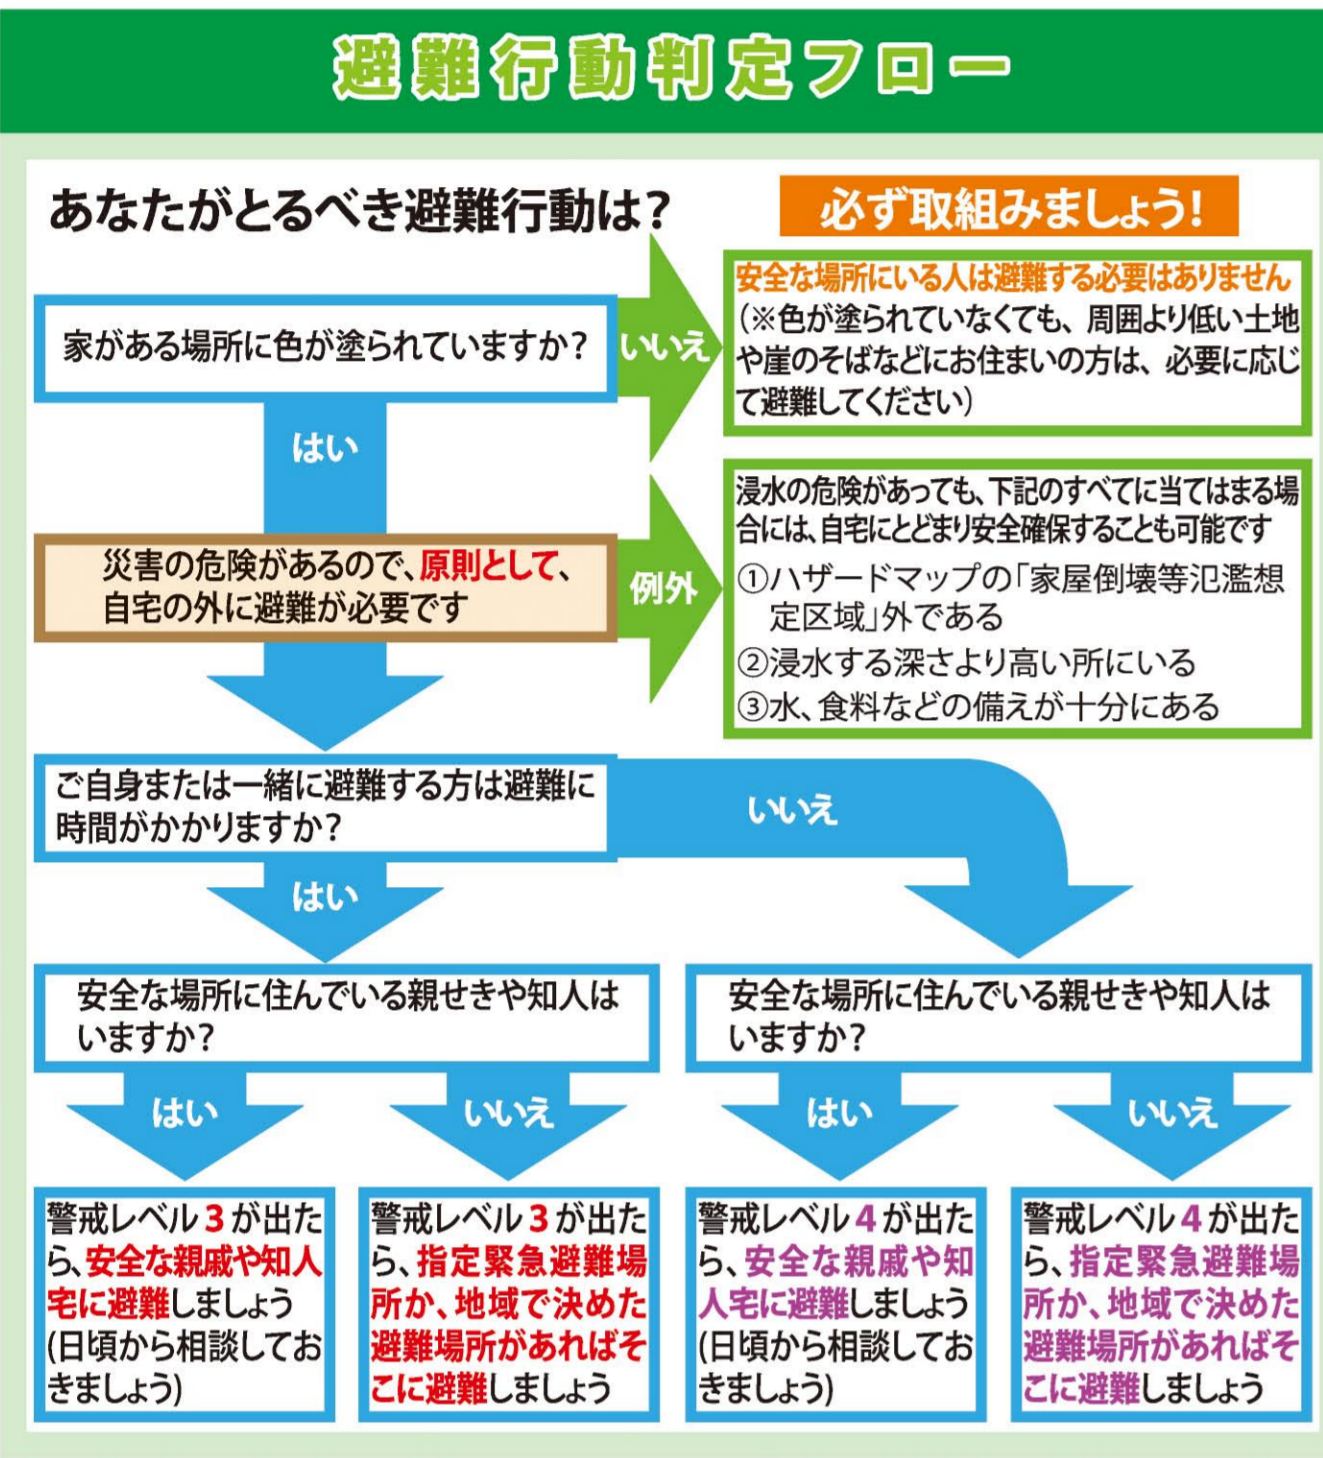 避難行動判定フロー
あなたがとるべき避難行動は?
必ず取組みましょう!
家がある場所に色が塗られていますか?
いいえ
安全な場所にいる人は避難する必要はありません
(※色が塗られていなくても、周囲より低い土地
や崖のそばなどにお住まいの方は、必要に応じ
て避難してください)
はい
災害の危険があるので、原則として、
自宅の外に避難が必要です
例外
浸水の危険があっても、下記のすべてに当てはまる場
合には、自宅にとどまり安全確保することも可能です
①ハザードマップの「家屋倒壊等氾濫想
定区域」外である
②浸水する深さより高い所にいる
③水、食料などの備えが十分にある
ご自身または一緒に避難する方は避難に
時間がかかりますか?
いいえ
はい
安全な場所に住んでいる親せきや知人は
いますか?
安全な場所に住んでいる親せきや知人は
いますか?
はい
いいえ
はい
いいえ
警戒レベル3が出た
ら、安全な親戚や知人
宅に避難しましょう
(日頃から相談してお
きましょう)
警戒レベル3が出た
ら、指定緊急避難場
所か、地域で決めた
避難場所があればそ
こに避難しましょう
警戒レベル4が出た
ら、安全な親戚や知
人宅に避難しましょう
(日頃から相談してお
きましょう)
警戒レベル4が出た
ら、指定緊急避難場
所か、地域で決めた
避難場所があればそ
こに避難しましょう